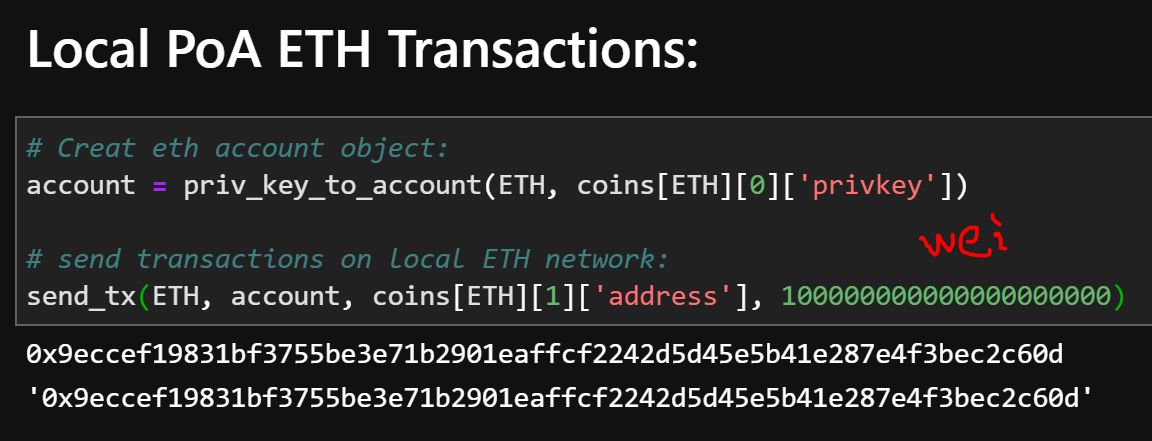 Local PoA ETH Transactions:
# Creat eth account object:
account = priv_key_to_account(ETH, coins[ETH][0]['privkey'])
wei
# send transactions on local ETH network:
send_tx(ETH, account, coins[ETH][1]['address'], 100000000000000000000)
0x9eccef19831bf3755be3e71b2901eaffcf2242d5d45e5b41e287e4f3bec2c60d
'0x9eccef19831bf3755be3e71b2901eaffcf2242d5d45e5b41e287e4f3bec2c60d'